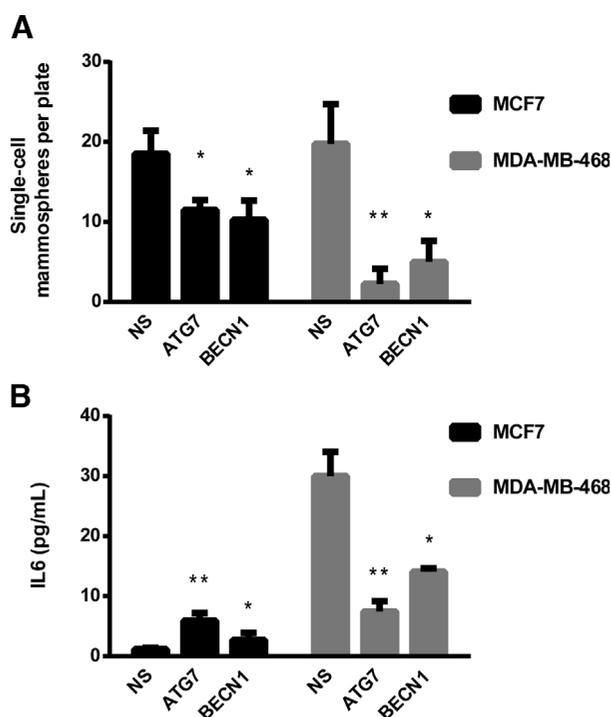 A
Single-cell
mammospheres per plate
30
20
10
0
* *
** *
NS ATG7 BECN1 NS ATG7 BECN1
MCF7
MDA-MB-468
B
IL6 (pg/mL)
40
30
20
10
0
** *
** *
NS ATG7 BECN1 NS ATG7 BECN1
MCF7
MDA-MB-468